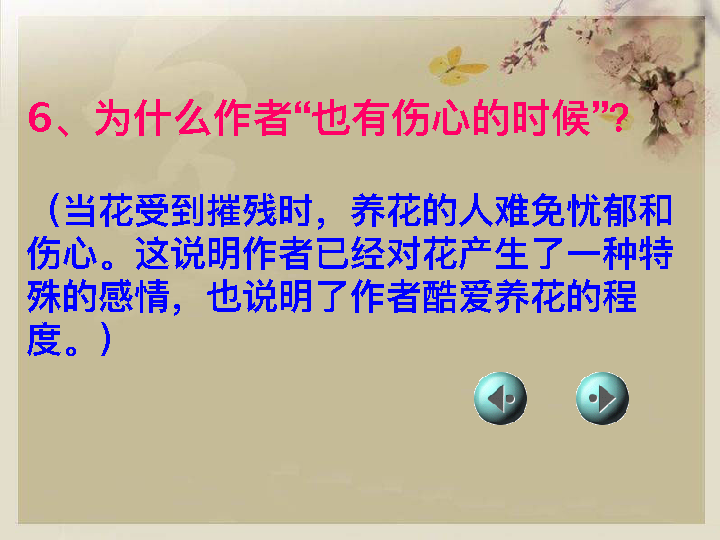 6、为什么作者“也有伤心的时候”？
（当花受到摧残时，养花的人难免忧郁和
伤心。这说明作者已经对花产生了一种特
殊的感情，也说明了作者酷爱养花的程
度。）